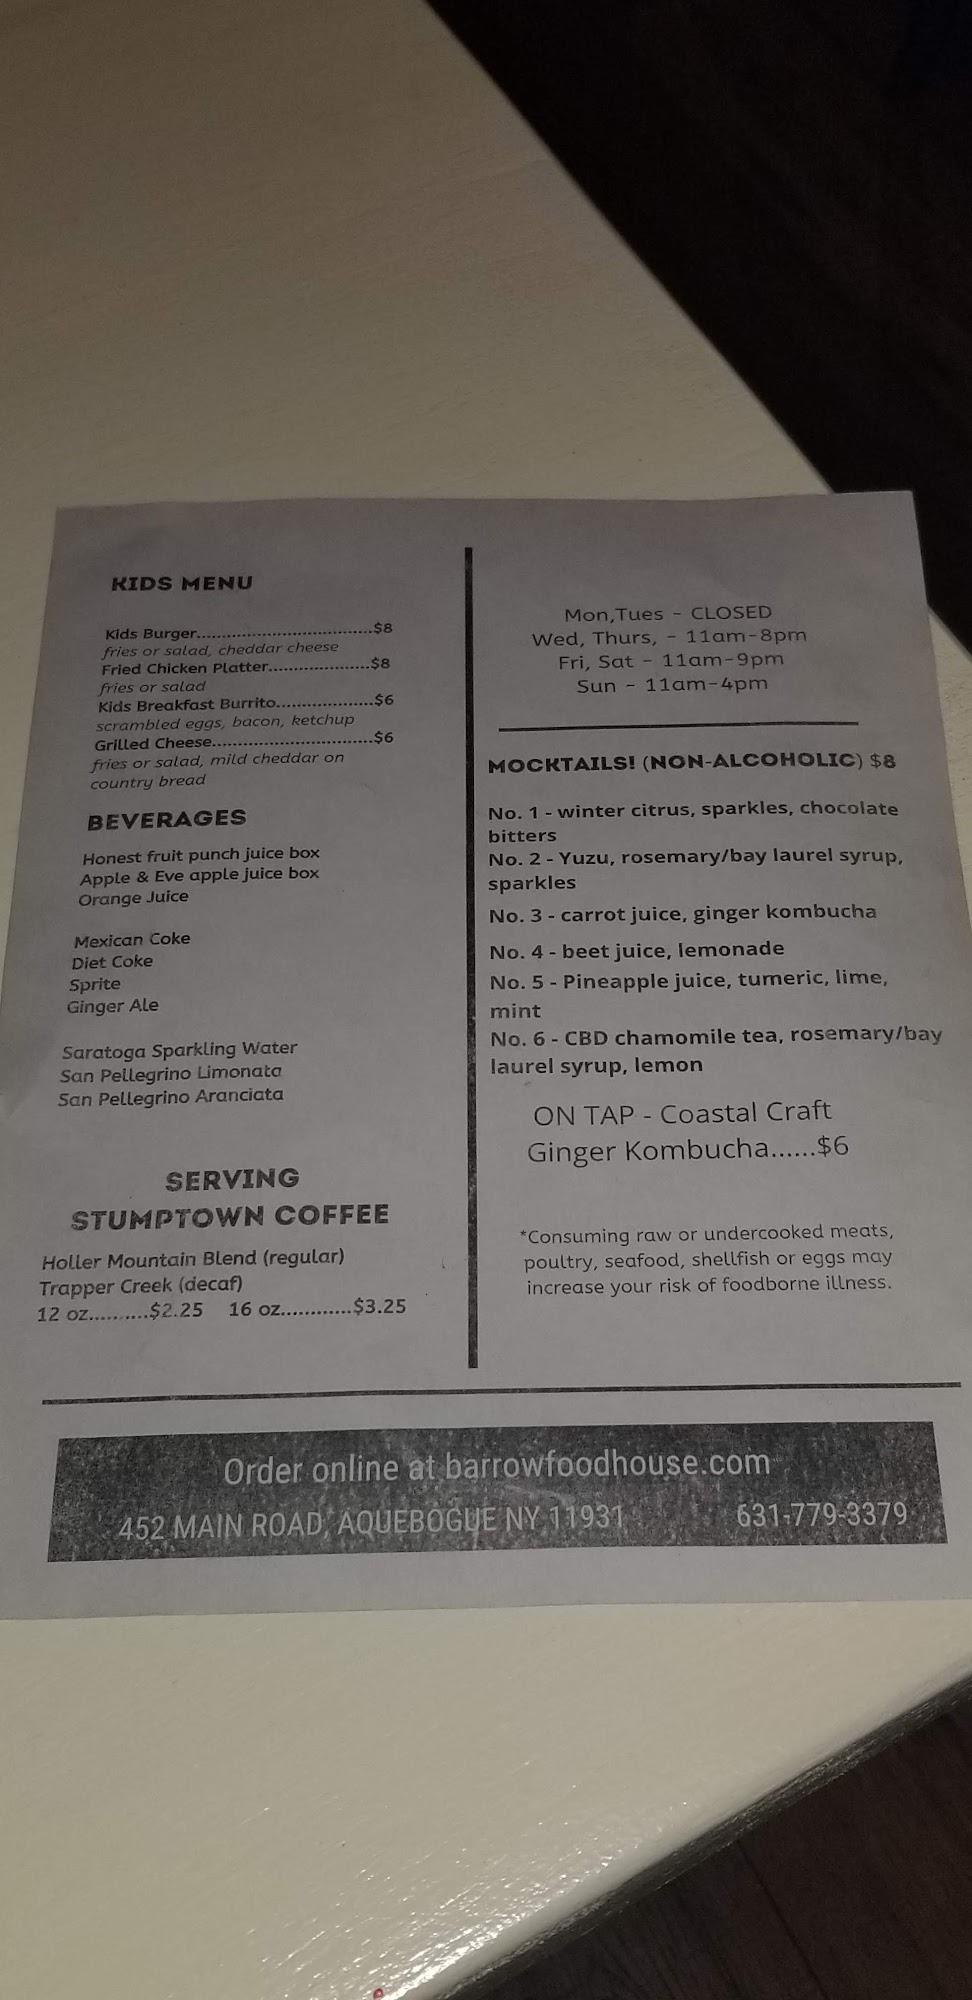 KIDS MENU
Kids Burger.................................$8
fries or salad, cheddar cheese
Fried Chicken Platter...................$8
fries or salad
Kids Breakfast Burrito..................$6
scrambled eggs, bacon, ketchup
Grilled Cheese..............................$6
fries or salad, mild cheddar on
country bread
BEVERAGES
Honest fruit punch juice box
Apple & Eve apple juice box
Orange Juice
Mexican Coke
Diet Coke
Sprite
Ginger Ale
Saratoga Sparkling Water
San Pellegrino Limonata
San Pellegrino Aranciata
SERVING
STUMPTOWN COFFEE
Holler Mountain Blend (regular)
Trapper Creek (decaf)
12 oz..........$2.25 16 oz............$3.25
Mon,Tues - CLOSED
Wed, Thurs, - 11am-8pm
Fri, Sat - 11am-9pm
Sun - 11am-4pm
MOCKTAILS! (NON-ALCOHOLIC) $8
No. 1 - winter citrus, sparkles, chocolate
bitters
No. 2 - Yuzu, rosemary/bay laurel syrup,
sparkles
No. 3 - carrot juice, ginger kombucha
No. 4 - beet juice, lemonade
No. 5 - Pineapple juice, tumeric, lime,
mint
No. 6 - CBD chamomile tea, rosemary/bay
laurel syrup, lemon
ON TAP - Coastal Craft
Ginger Kombucha......$6
*Consuming raw or undercooked meats,
poultry, seafood, shellfish or eggs may
increase your risk of foodborne illness.
Order online at barrowfoodhouse.com
452 MAIN ROAD, AQUEBOGUE NY 11931 631-779-3379